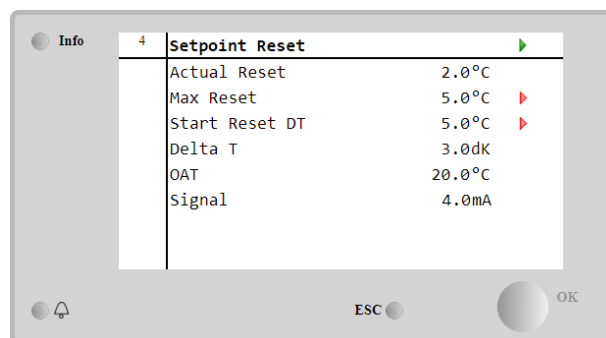 Info
4 Setpoint Reset
Actual Reset 2.0°C
Max Reset 5.0°C
Start Reset DT 5.0°C
Delta T 3.0dK
OAT 20.0°C
Signal 4.0mA
ESC
OK